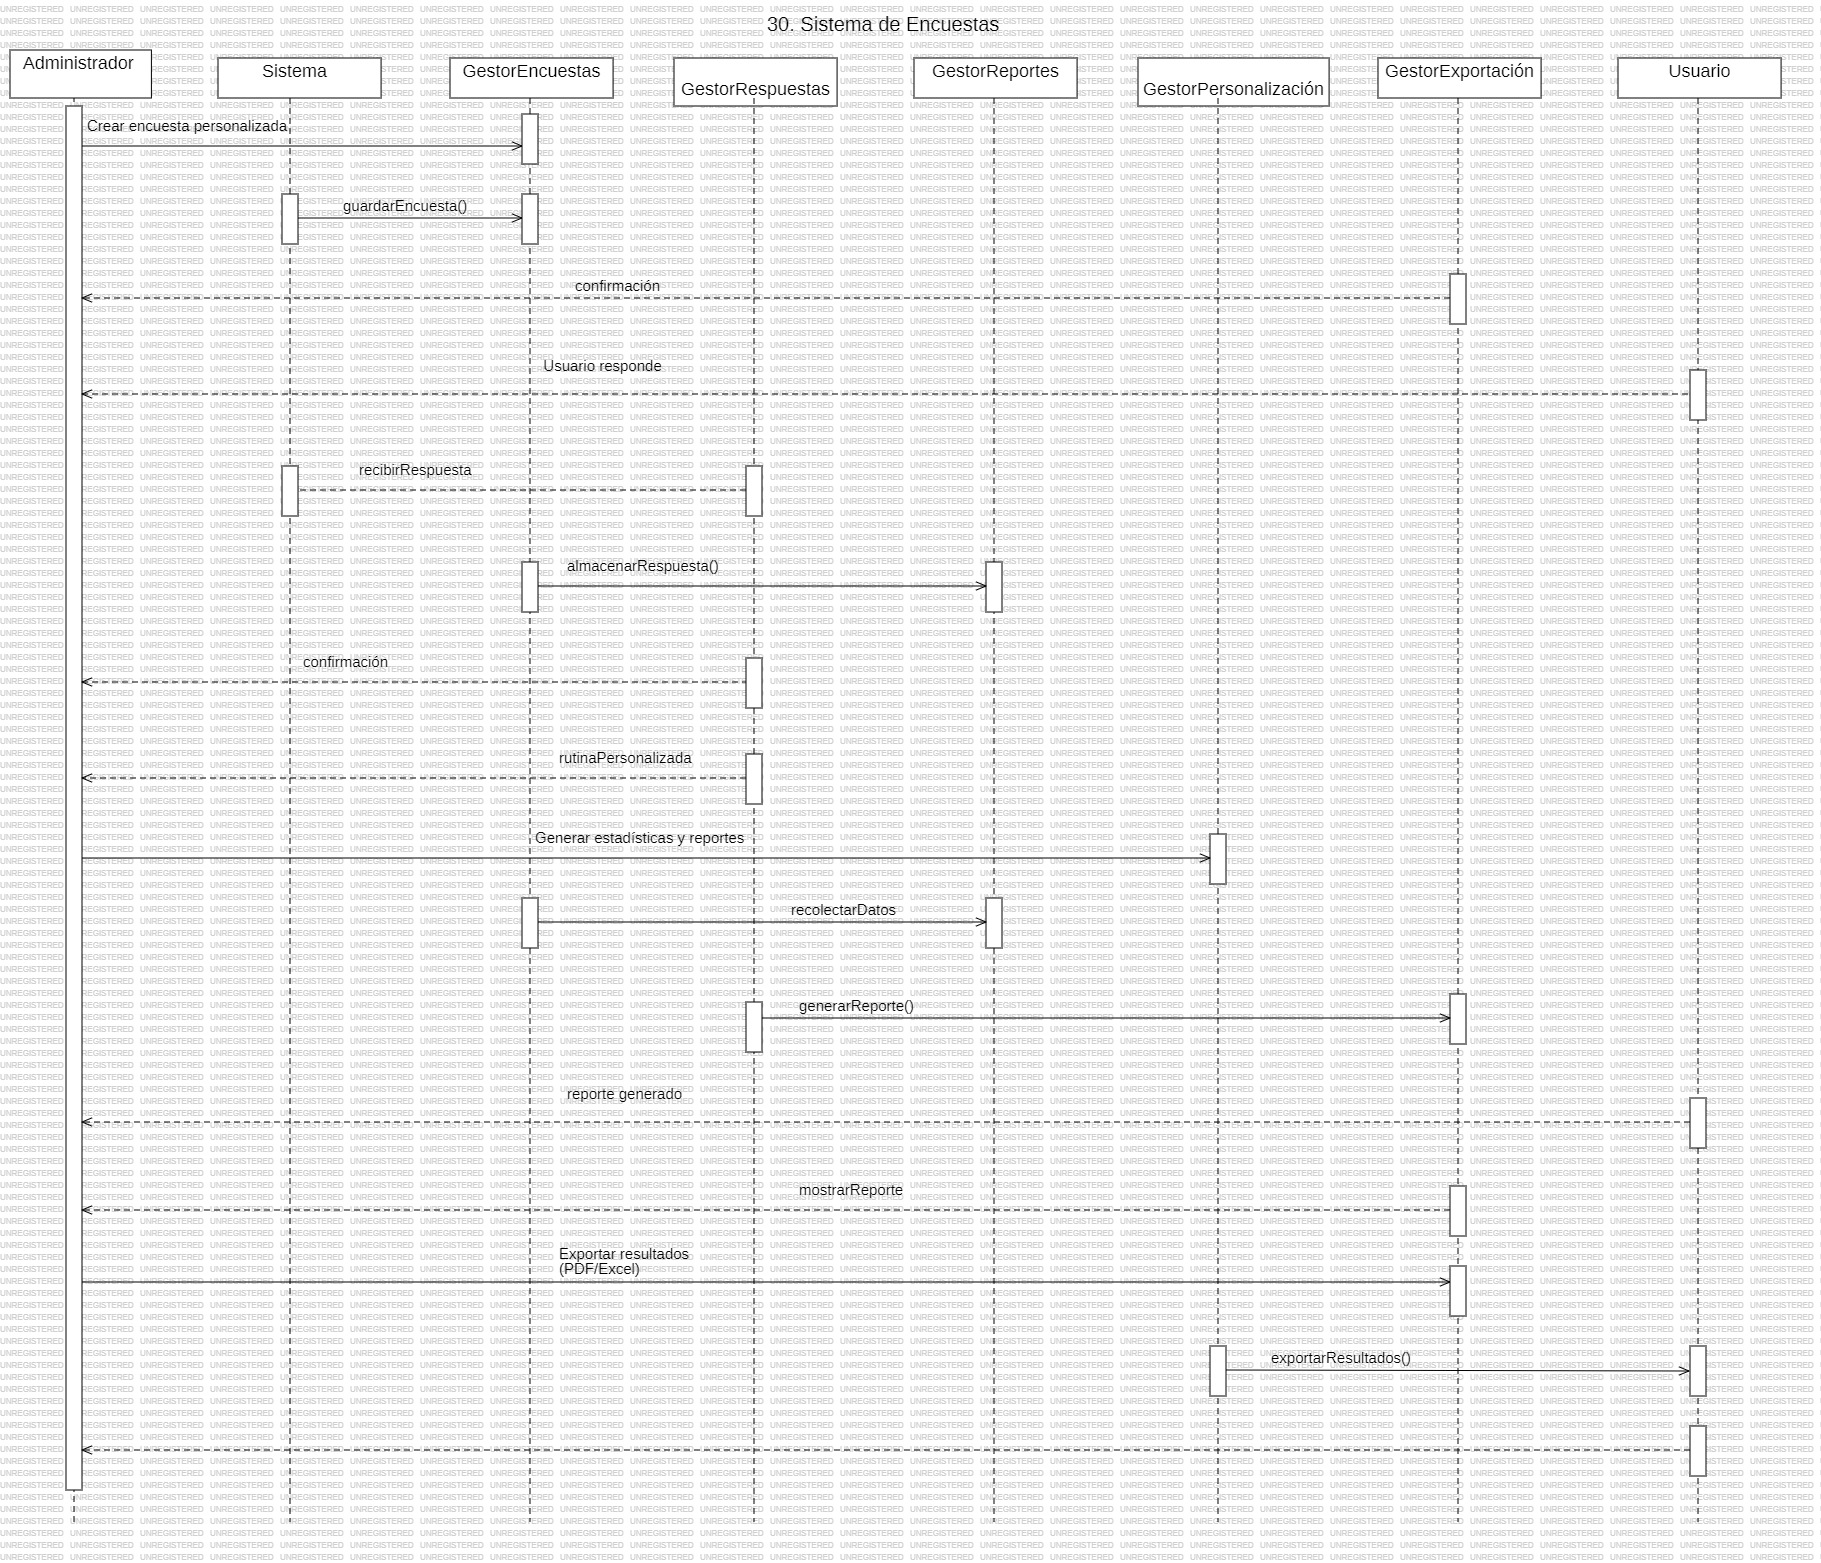 30. Sistema de Encuestas
Administrador
Sistema
GestorEncuestas
GestorRespuestas
GestorReportes
GestorPersonalización
GestorExportación
Usuario
Crear encuesta personalizada
guardarEncuesta()
confirmación
Usuario responde
recibirRespuesta
almacenarRespuesta()
confirmación
rutinaPersonalizada
Generar estadísticas y reportes
recolectarDatos
generarReporte()
reporte generado
mostrarReporte
Exportar resultados
(PDF/Excel)
exportarResultados()
UNREGISTERED